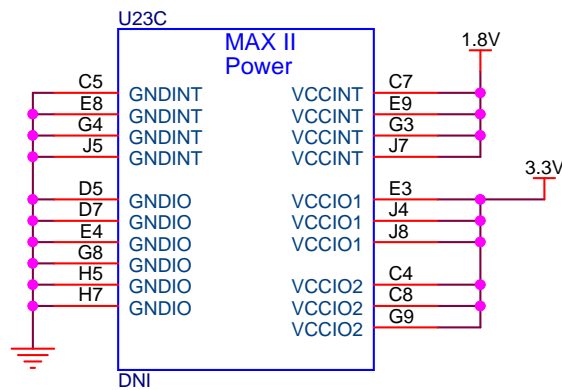 U23C
MAX II
Power
1.8V
C5 GNDINT VCCINT C7
E8 GNDINT VCCINT E9
G4 GNDINT VCCINT G3
J5 GNDINT VCCINT J7
3.3V
D5 GNDIO VCCIO1 E3
D7 GNDIO VCCIO1 J4
E4 GNDIO VCCIO1 J8
G8 GNDIO
H5 GNDIO VCCIO2 C4
H7 GNDIO VCCIO2 C8
VCCIO2 G9
DNI